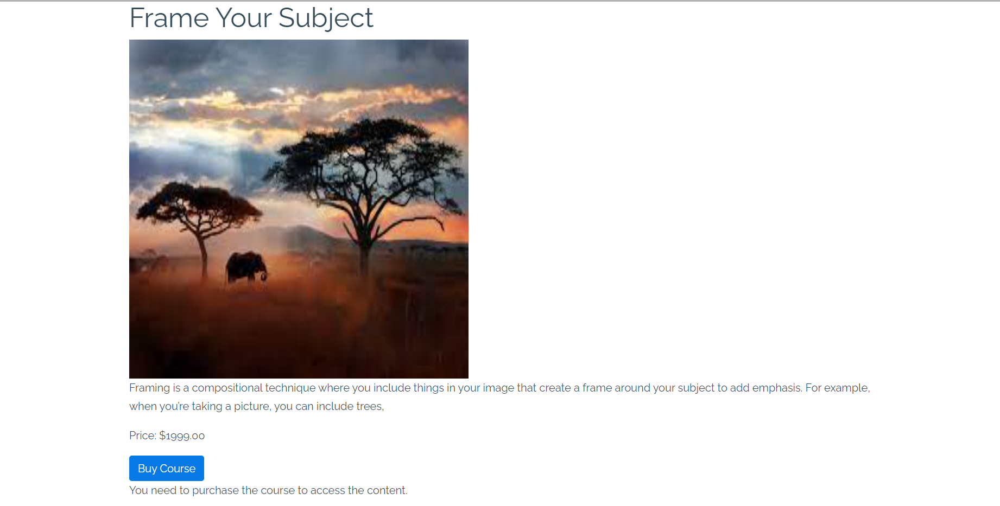 Frame Your Subject
Framing is a compositional technique where you include things in your image that create a frame around your subject to add emphasis. For example,
when you're taking a picture, you can include trees,
Price: $1999.00
Buy Course
You need to purchase the course to access the content.